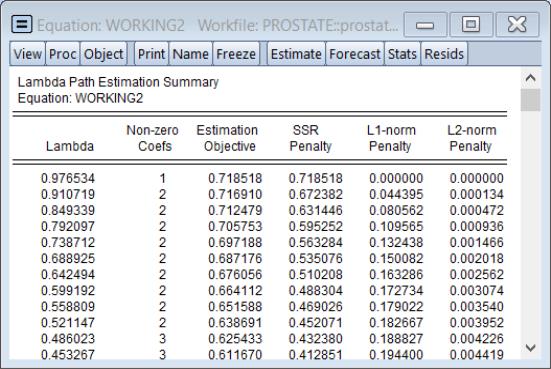 Equation: WORKING2 Workfile: PROSTATE::prostat...
View Proc Object Print Name Freeze Estimate Forecast Stats Resids
Lambda Path Estimation Summary
Equation: WORKING2
Lambda Non-zero Coefs Estimation Objective SSR Penalty L1-norm Penalty L2-norm Penalty
0.976534 1 0.718518 0.718518 0.000000 0.000000
0.910719 2 0.716910 0.672382 0.044395 0.000134
0.849339 2 0.712479 0.631446 0.080562 0.000472
0.792097 2 0.705753 0.595252 0.109565 0.000936
0.738712 2 0.697188 0.563284 0.132438 0.001466
0.688925 2 0.687176 0.535076 0.150082 0.002018
0.642494 2 0.676056 0.510208 0.163286 0.002562
0.599192 2 0.664112 0.488304 0.172734 0.003074
0.558809 2 0.651588 0.469026 0.179022 0.003540
0.521147 2 0.638691 0.452071 0.182667 0.003952
0.486023 3 0.625433 0.432380 0.188827 0.004226
0.453267 3 0.611670 0.412851 0.194400 0.004419